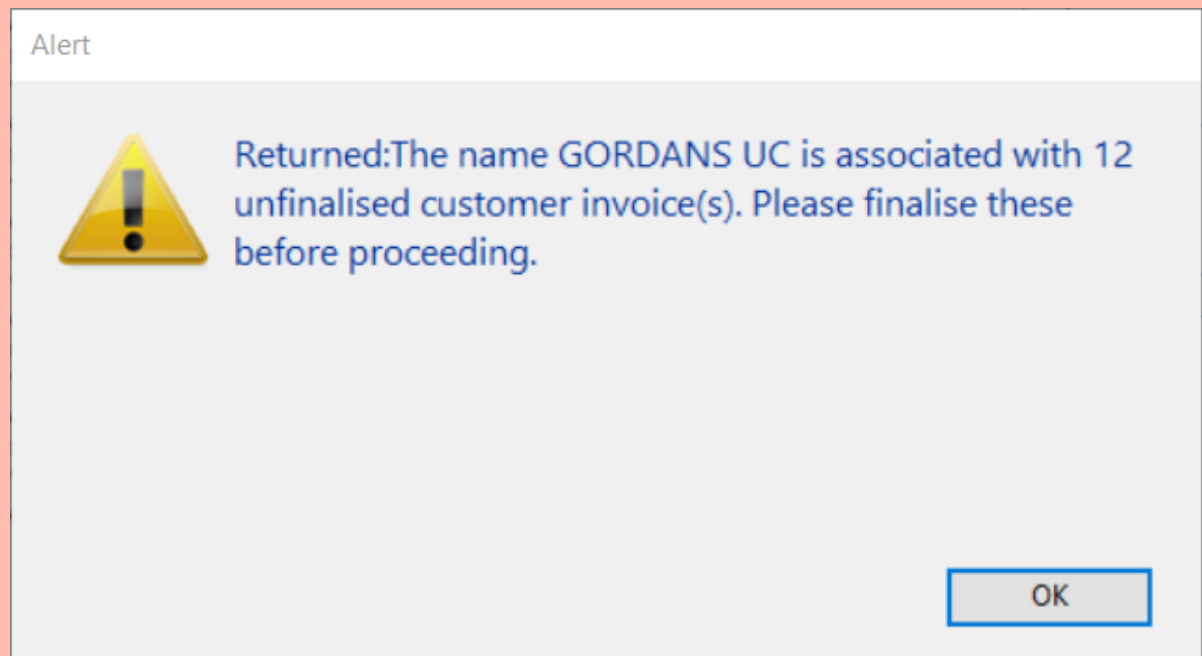 Alert
Returned:The name GORDANS UC is associated with 12
unfinalised customer invoice(s). Please finalise these
before proceeding.
OK